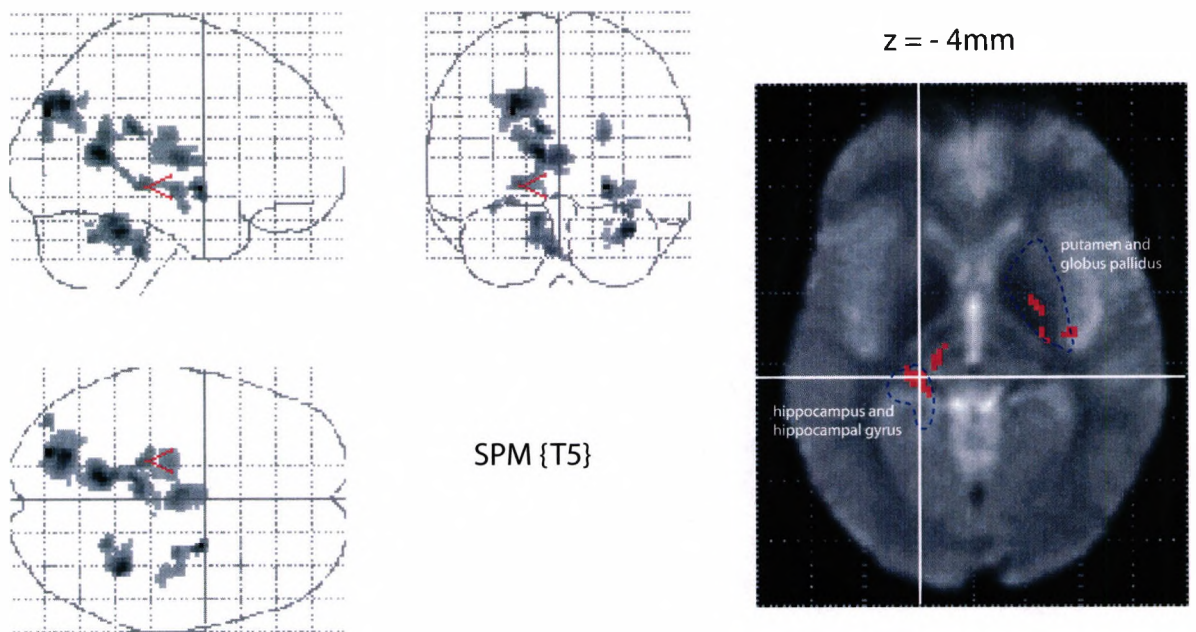 z = - 4mm
putamen and
globus pallidus
hippocampus and
hippocampal gyrus
SPM {T5}